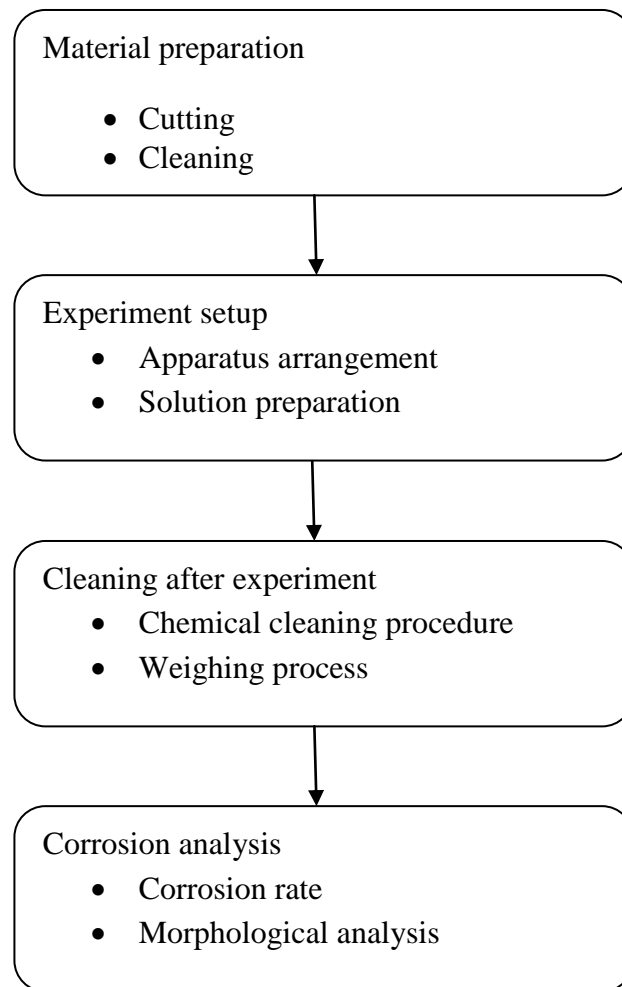 Material preparation
• Cutting
• Cleaning
Experiment setup
• Apparatus arrangement
• Solution preparation
Cleaning after experiment
• Chemical cleaning procedure
• Weighing process
Corrosion analysis
• Corrosion rate
• Morphological analysis